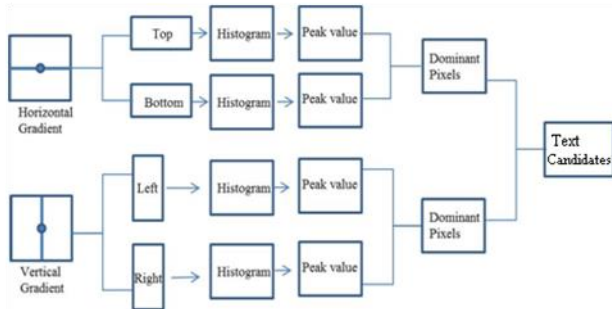 Top
Histogram
Peak value
Bottom
Histogram
Peak value
Horizontal
Gradient
Dominant
Pixels
Text
Candidates
Left
Histogram
Peak value
Right
Histogram
Peak value
Vertical
Gradient
Dominant
Pixels